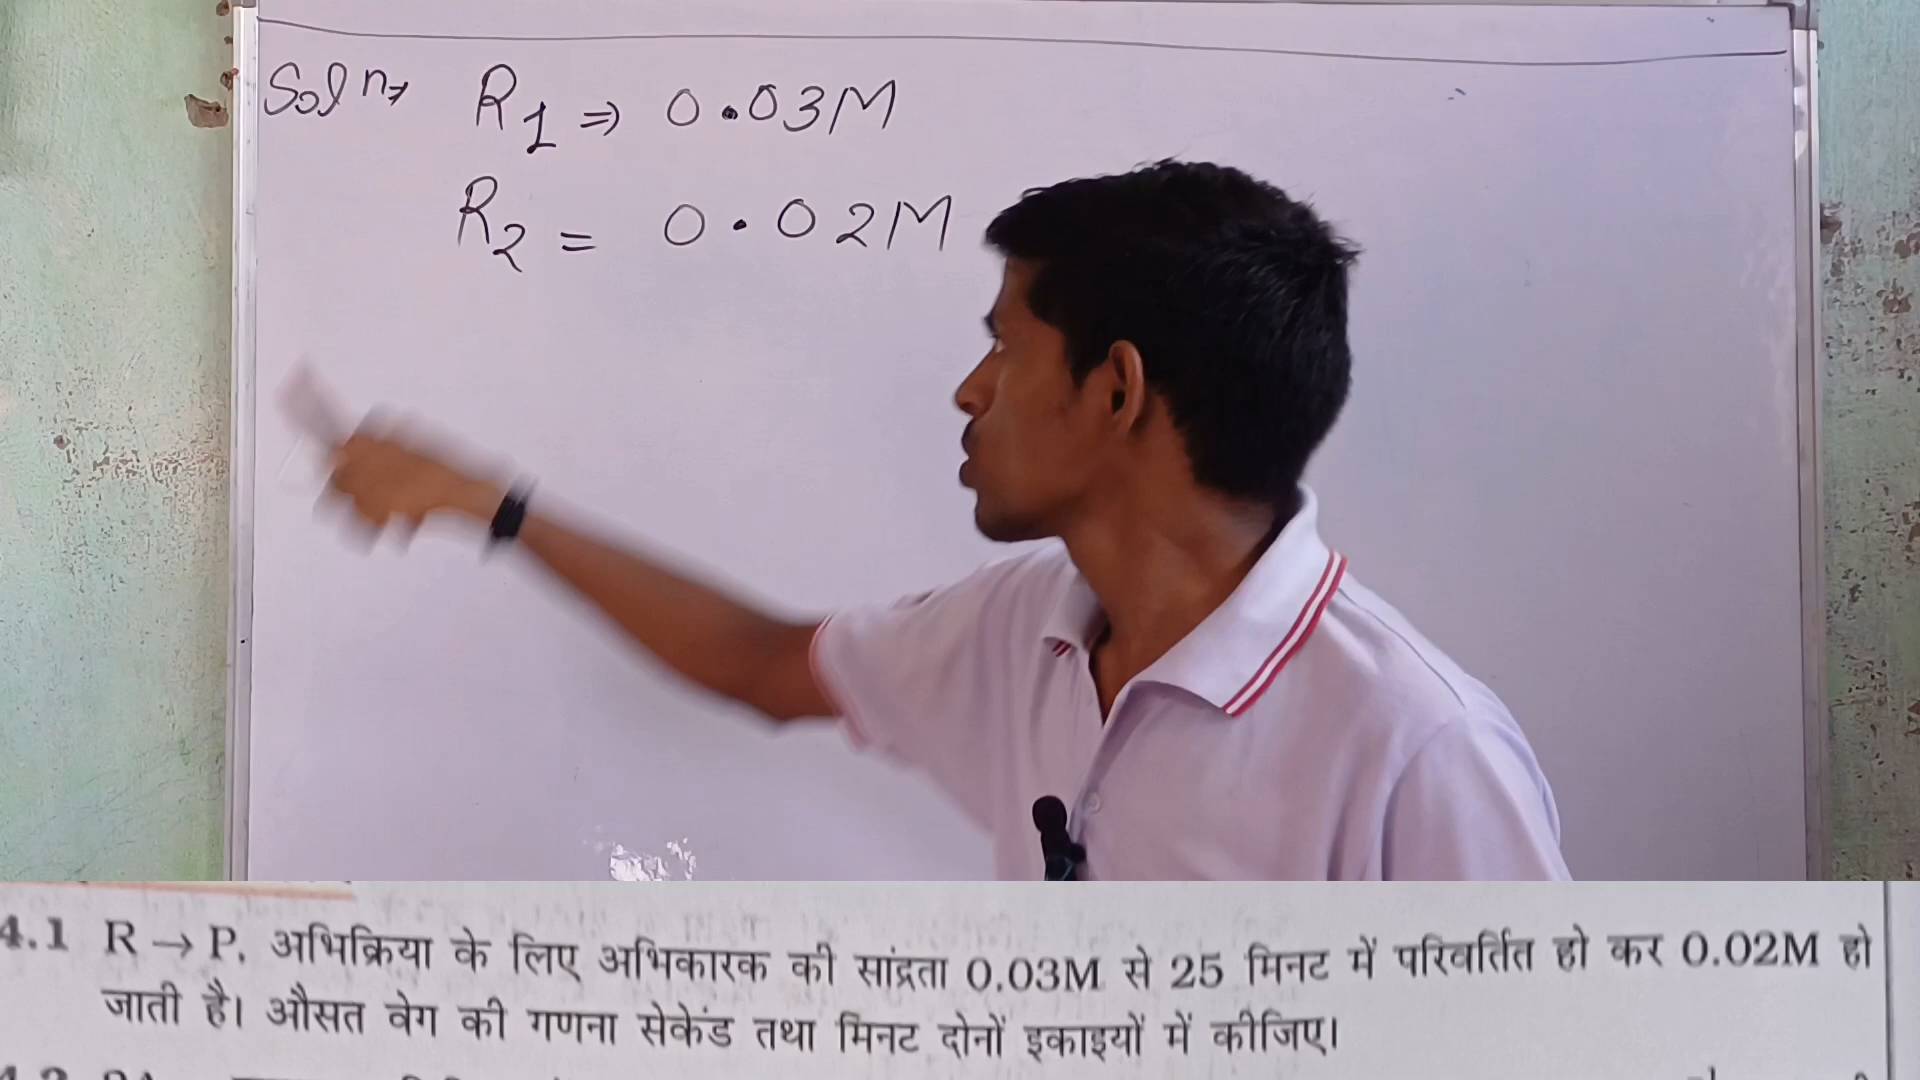 Solⁿ→ R₁ ⇒ 0.03M
R₂ = 0.02M
4.1 R → P, अभिक्रिया के लिए अभिकारक की सांद्रता 0.03M से 25 मिनट में परिवर्तित हो कर 0.02M हो
जाती है। औसत वेग की गणना सेकेंड तथा मिनट दोनों इकाइयों में कीजिए।